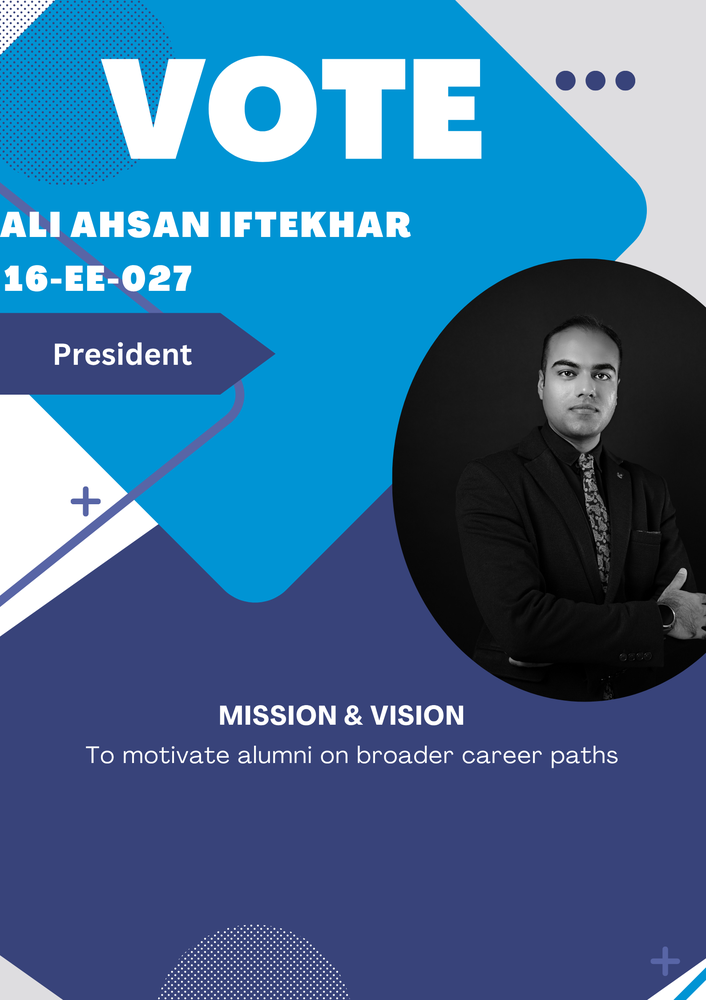 VOTE
ALI AHSAN IFTEKHAR
16-EE-027
President
MISSION & VISION
To motivate alumni on broader career paths